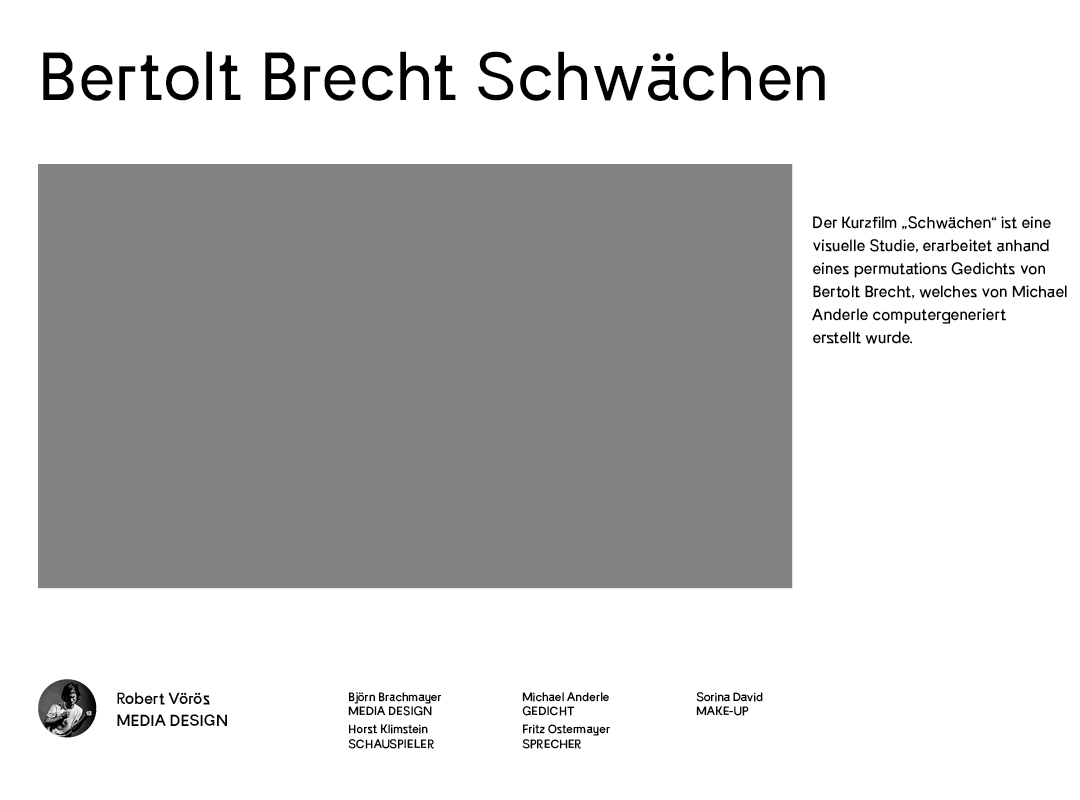 Bertolt Brecht Schwächen
Der Kurzfilm „Schwächen“ ist eine
visuelle Studie, erarbeitet anhand
eines permutations Gedichts von
Bertolt Brecht, welches von Michael
Anderle computergeneriert
erstellt wurde.
Robert Vörös
MEDIA DESIGN
Björn Brachmayer
MEDIA DESIGN
Horst Klimstein
SCHAUSPIELER
Michael Anderle
GEDICHT
Fritz Ostermayer
SPRECHER
Sorina David
MAKE-UP